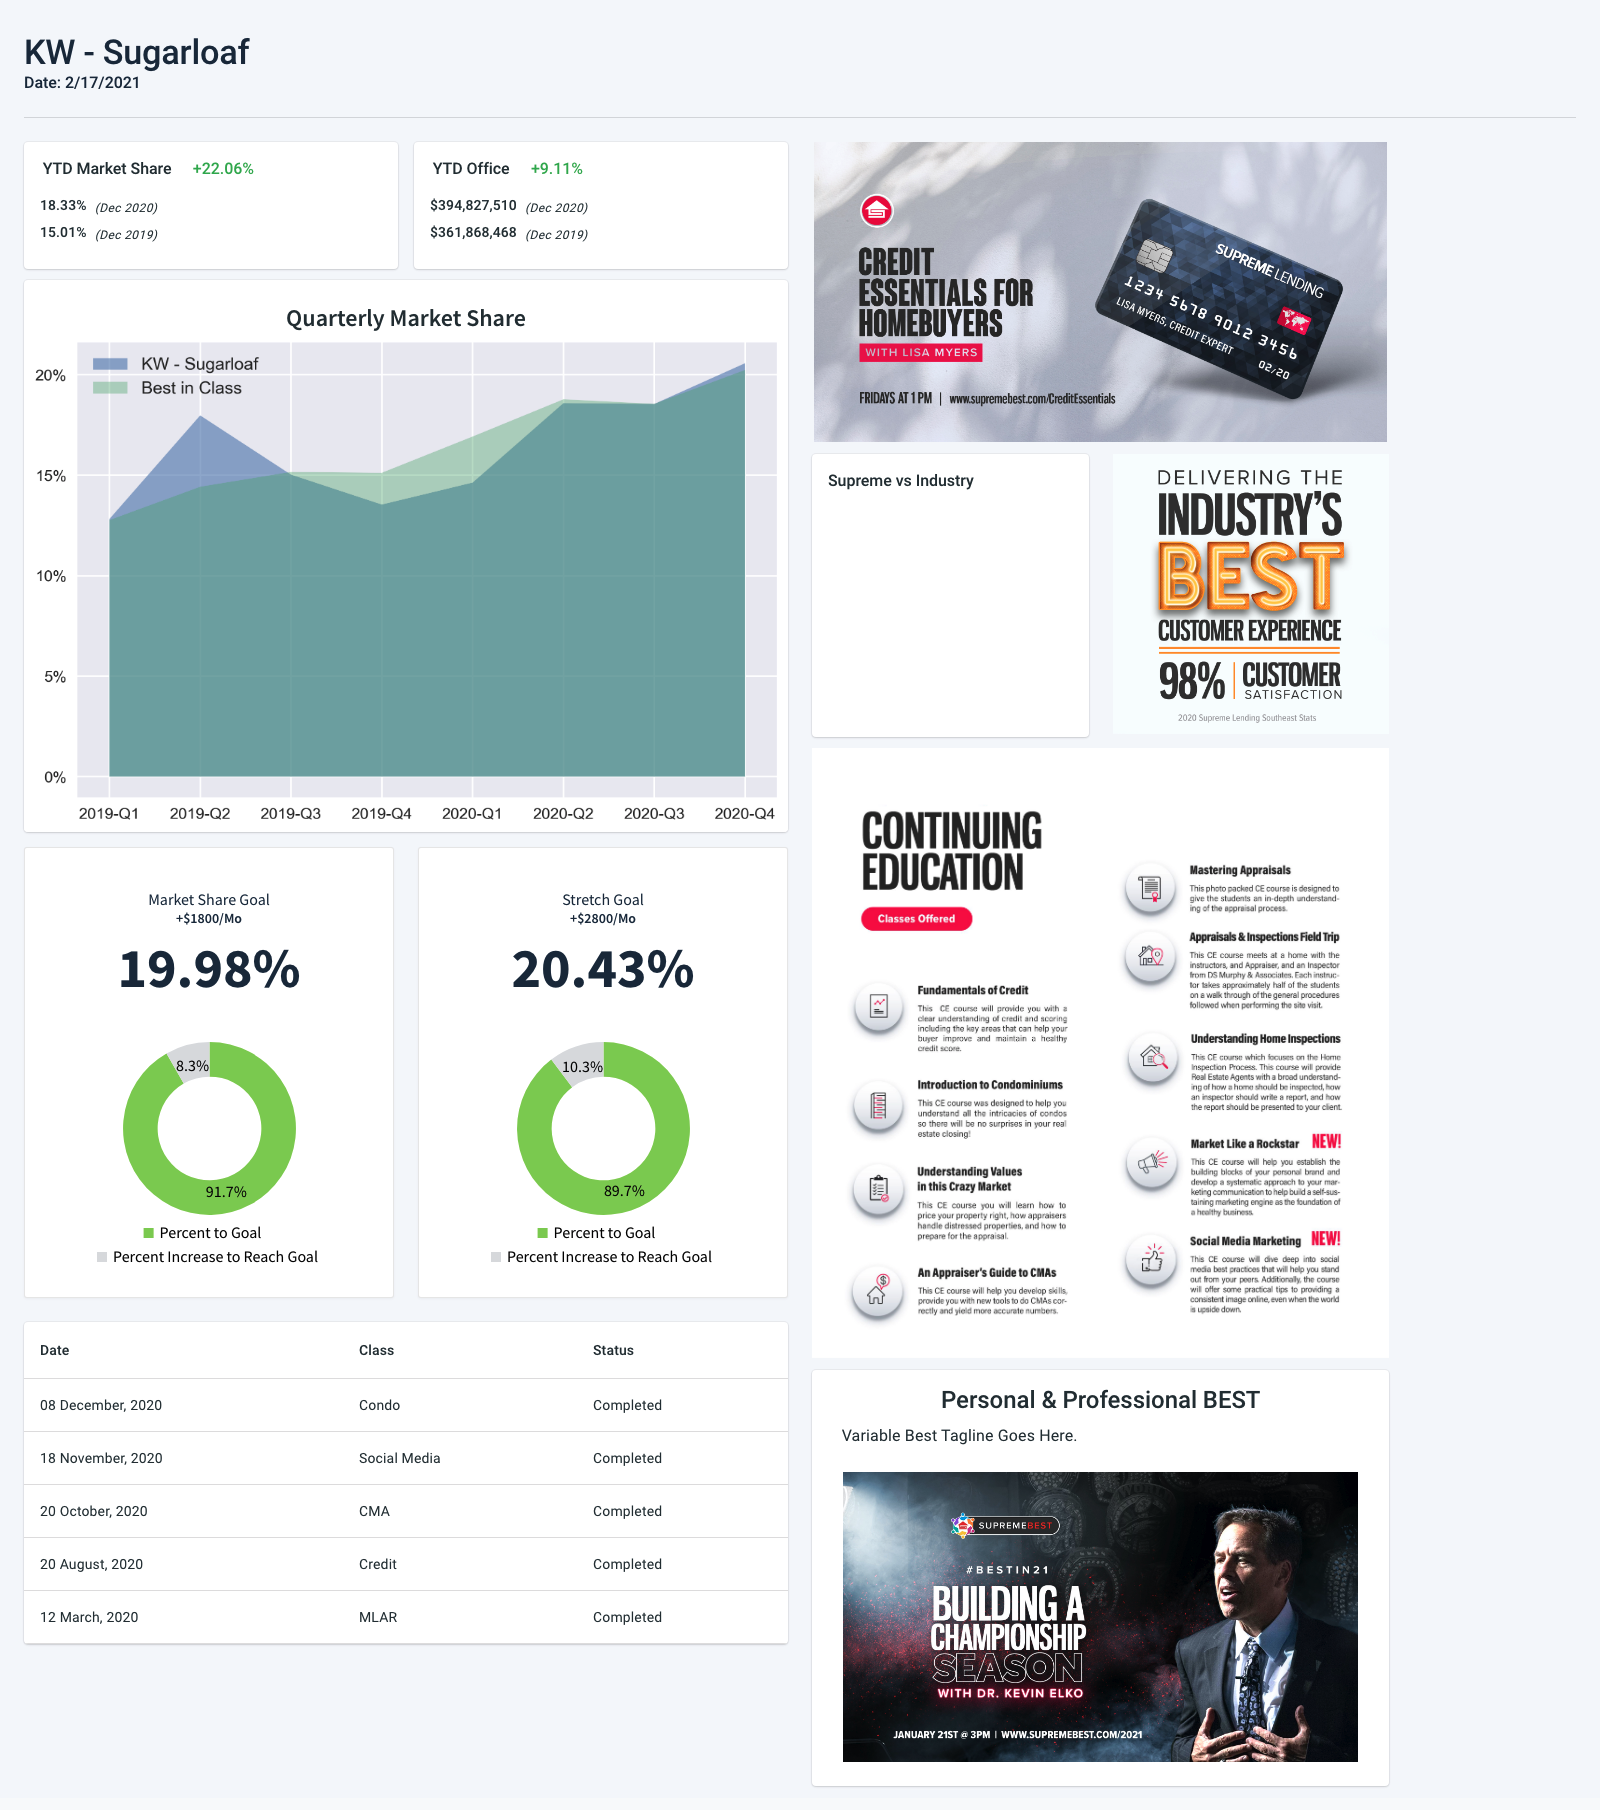 KW - Sugarloaf
Date: 2/17/2021
YTD Market Share +22.06%
18.33% (Dec 2020)
15.01% (Dec 2019)
YTD Office +9.11%
$394,827,510 (Dec 2020)
$361,868,468 (Dec 2019)
Quarterly Market Share
KW - Sugarloaf
Best in Class
20%
15%
10%
5%
0%
2019-Q1 2019-Q2 2019-Q3 2019-Q4 2020-Q1 2020-Q2 2020-Q3 2020-Q4
Market Share Goal
+$1800/Mo
19.98%
8.3%
91.7%
Percent to Goal
Percent Increase to Reach Goal
Stretch Goal
+$2800/Mo
20.43%
10.3%
89.7%
Percent to Goal
Percent Increase to Reach Goal
Date Class Status
08 December, 2020 Condo Completed
18 November, 2020 Social Media Completed
20 October, 2020 CMA Completed
20 August, 2020 Credit Completed
12 March, 2020 MLAR Completed
CREDIT
ESSENTIALS FOR
HOMEBUYERS
WITH LISA MYERS
FRIDAYS AT 1 PM | www.supremebest.com/CreditEssentials
SUPREME LENDING
1234 5678 9012 3456
LISA MYERS, CREDIT EXPERT
02/20
Supreme vs Industry
DELIVERING THE
INDUSTRY'S
BEST
CUSTOMER EXPERIENCE
98% CUSTOMER
SATISFACTION
2020 Supreme Lending Southeast Stats
CONTINUING
EDUCATION
Classes Offered
Fundamentals of Credit
This CE course will provide you with a
clear understanding of credit and scoring
including the key areas that can help your
buyer improve and maintain a healthy
credit score.
Introduction to Condominiums
This CE course was designed to help you
understand all the intricacies of condos
so there will be no surprises in your real
estate closing!
Understanding Values
in this Crazy Market
This CE course you will learn how to
price your property right, how appraisers
handle distressed properties, and how to
prepare for the appraisal.
An Appraiser's Guide to CMAs
This CE course will help you develop skills,
provide you with new tools to do CMAs cor-
rectly and yield more accurate numbers.
Mastering Appraisals
This photo packed CE course is designed to
give the students an in-depth understand-
ing of the appraisal process.
Appraisals & Inspections Field Trip
This CE course meets at a home with the
instructors, and Appraiser, and an Inspector
from DS Murphy & Associates. Each instruc-
tor takes approximately half of the students
on a walk through of the general procedures
followed when performing the site visit.
Understanding Home Inspections
This CE course which focuses on the Home
Inspection Process. This course will provide
Real Estate Agents with a broad understand-
ing of how a home should be inspected, how
an inspector should write a report, and how
the report should be presented to your client.
Market Like a Rockstar NEW!
This CE course will help you establish the
building blocks of your personal brand and
develop a systematic approach to your mar-
keting communication to help build a self-sus-
taining marketing engine as the foundation of
a healthy business.
Social Media Marketing NEW!
This CE course will dive deep into social
media best practices that will help you stand
out from your peers. Additionally, the course
will offer some practical tips to providing a
consistent image online, even when the world
is upside down.
Personal & Professional BEST
Variable Best Tagline Goes Here.
SUPREMEBEST
#BESTIN21
BUILDING A
CHAMPIONSHIP
SEASON
WITH DR. KEVIN ELKO
JANUARY 21ST @ 3PM | WWW.SUPREMEBEST.COM/2021